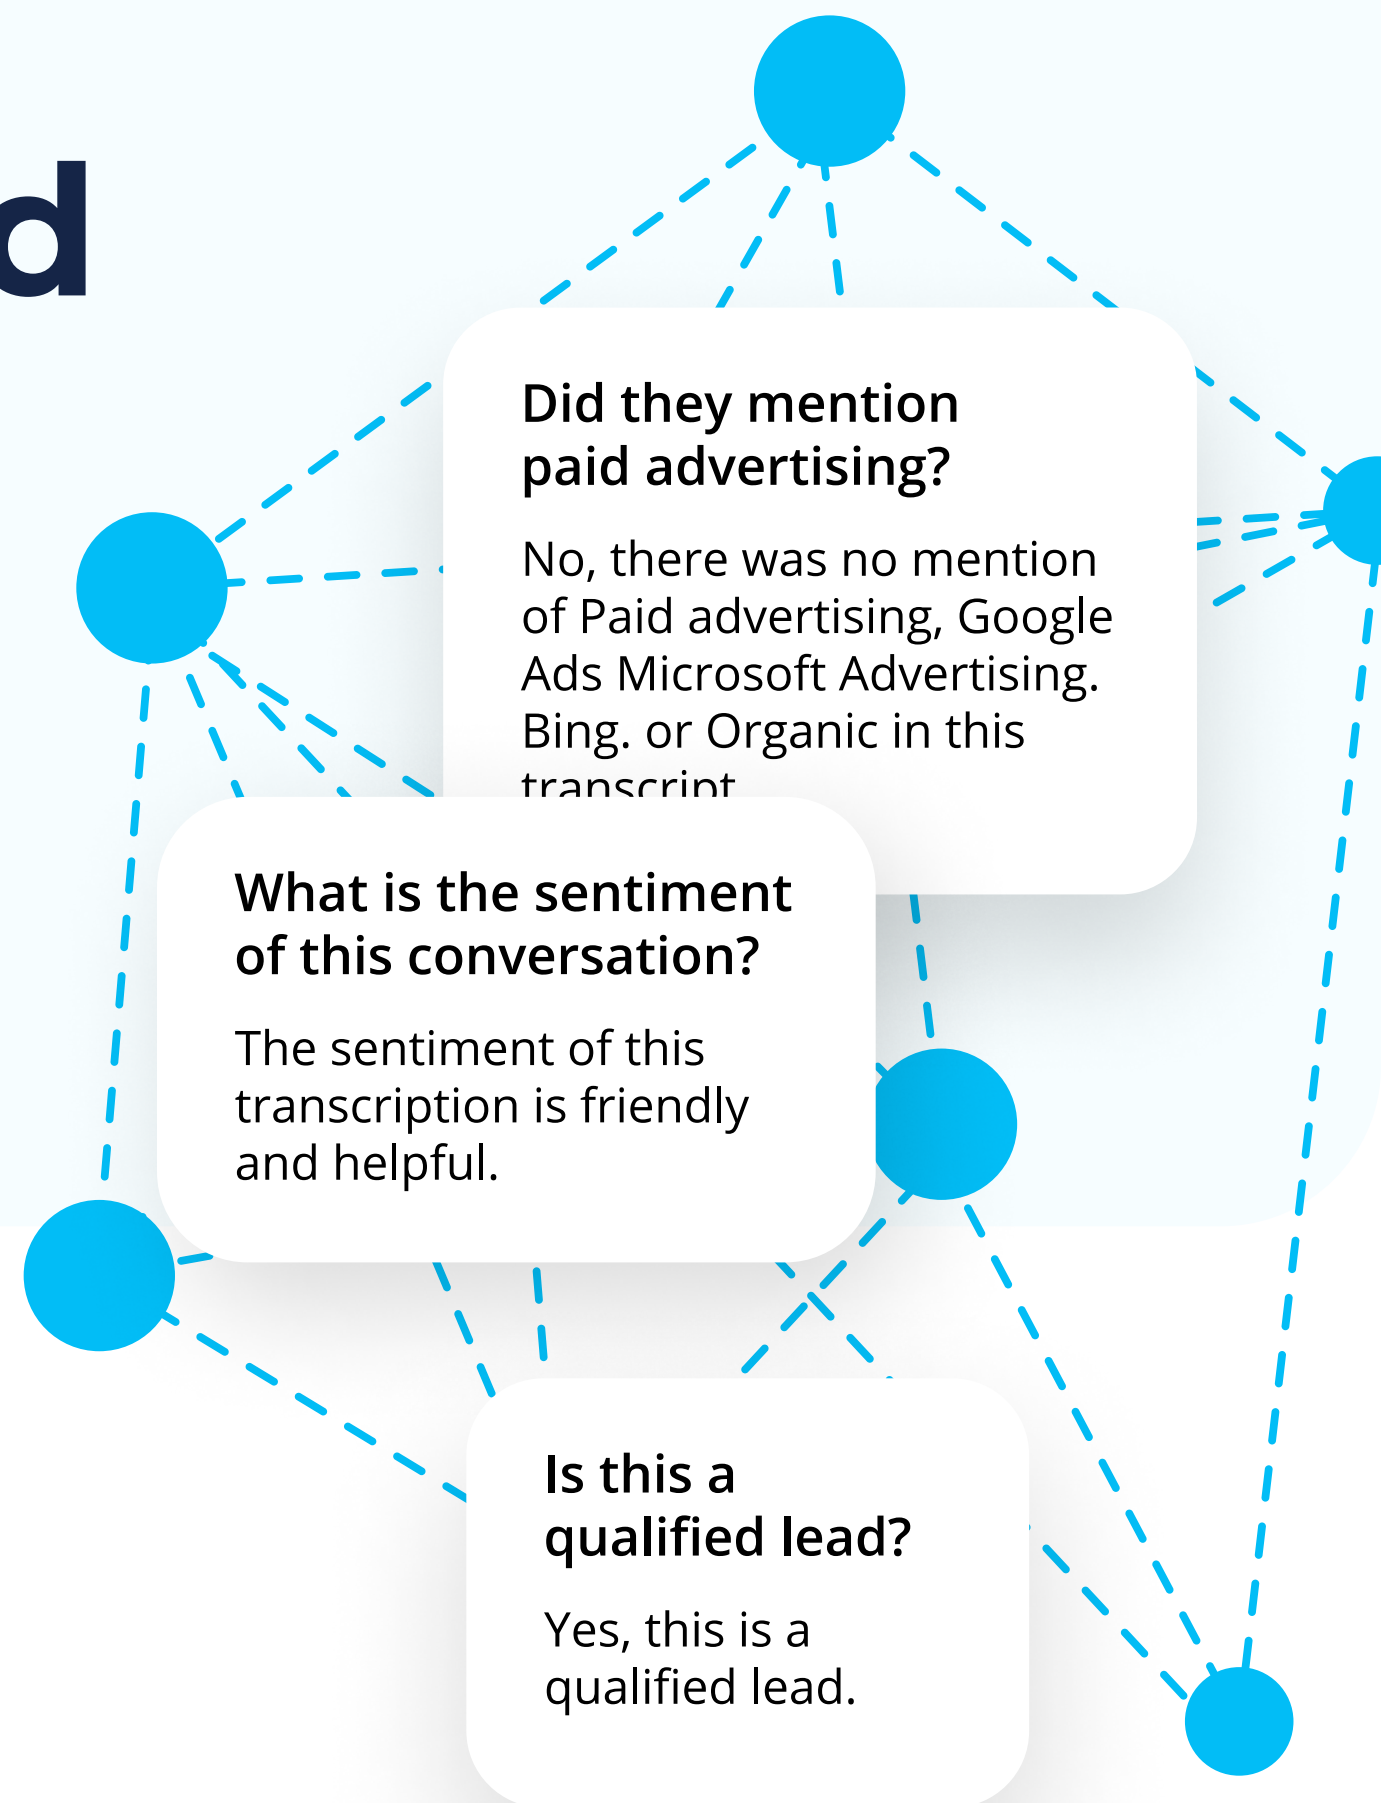 d
Did they mention
paid advertising?
No, there was no mention
of Paid advertising, Google
Ads Microsoft Advertising.
Bing. or Organic in this
transcript
What is the sentiment
of this conversation?
The sentiment of this
transcription is friendly
and helpful.
Is this a
qualified lead?
Yes, this is a
qualified lead.